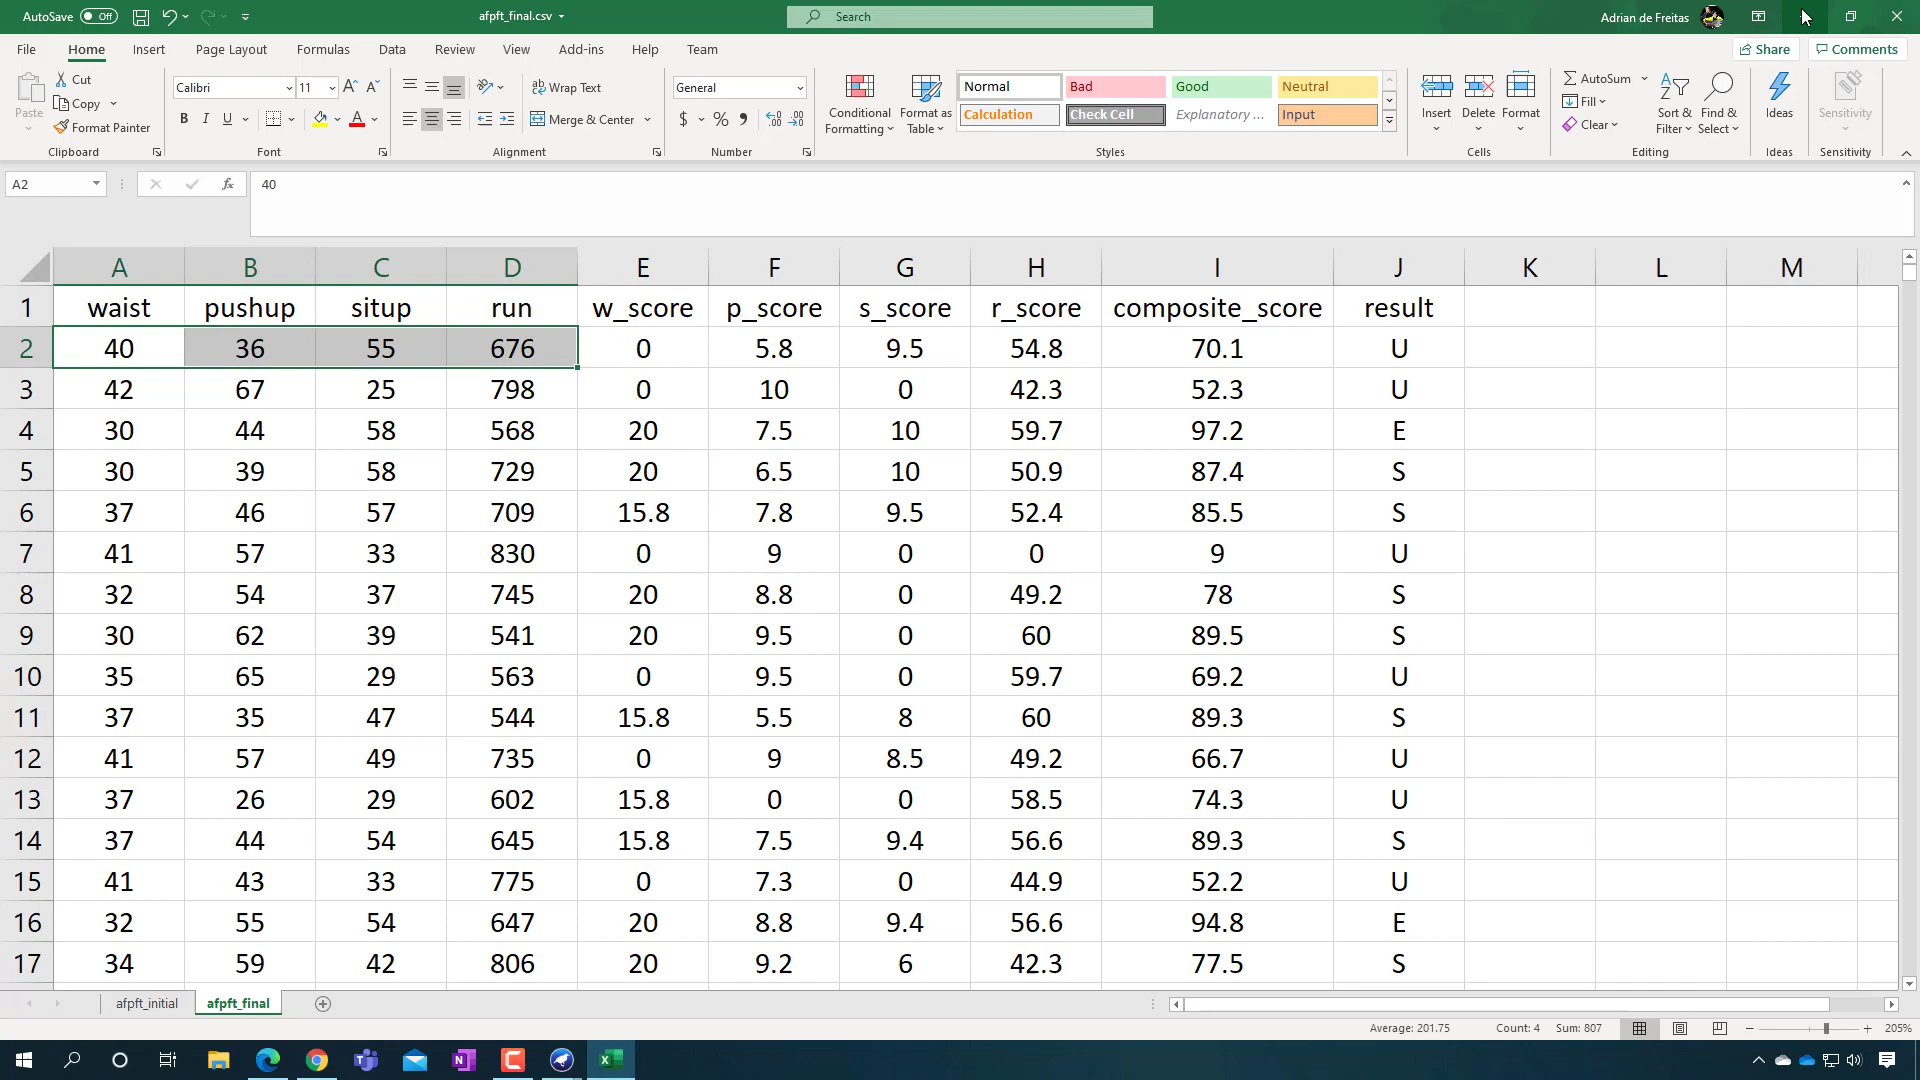 AutoSave Off afpft_final.csv Search Adrian de Freitas
File Home Insert Page Layout Formulas Data Review View Add-ins Help Team Share Comments
Paste Cut Copy Format Painter Clipboard
Calibri 11 B I U A Font
Wrap Text Merge & Center Alignment
General $ % Number
Conditional Formatting Format as Table
Normal Bad Good Neutral
Calculation Check Cell Explanatory ... Input
Styles
Insert Delete Format Cells
AutoSum Fill Clear Sort & Filter Find & Select Editing
Ideas Ideas
Sensitivity Sensitivity
A2 fx 40
A B C D E F G H I J K L M
1 waist pushup situp run w_score p_score s_score r_score composite_score result
2 40 36 55 676 0 5.8 9.5 54.8 70.1 U
3 42 67 25 798 0 10 0 42.3 52.3 U
4 30 44 58 568 20 7.5 10 59.7 97.2 E
5 30 39 58 729 20 6.5 10 50.9 87.4 S
6 37 46 57 709 15.8 7.8 9.5 52.4 85.5 S
7 41 57 33 830 0 9 0 0 9 U
8 32 54 37 745 20 8.8 0 49.2 78 S
9 30 62 39 541 20 9.5 0 60 89.5 S
10 35 65 29 563 0 9.5 0 59.7 69.2 U
11 37 35 47 544 15.8 5.5 8 60 89.3 S
12 41 57 49 735 0 9 8.5 49.2 66.7 U
13 37 26 29 602 15.8 0 0 58.5 74.3 U
14 37 44 54 645 15.8 7.5 9.4 56.6 89.3 S
15 41 43 33 775 0 7.3 0 44.9 52.2 U
16 32 55 54 647 20 8.8 9.4 56.6 94.8 E
17 34 59 42 806 20 9.2 6 42.3 77.5 S
afpft_initial afpft_final
Average: 201.75 Count: 4 Sum: 807 205%